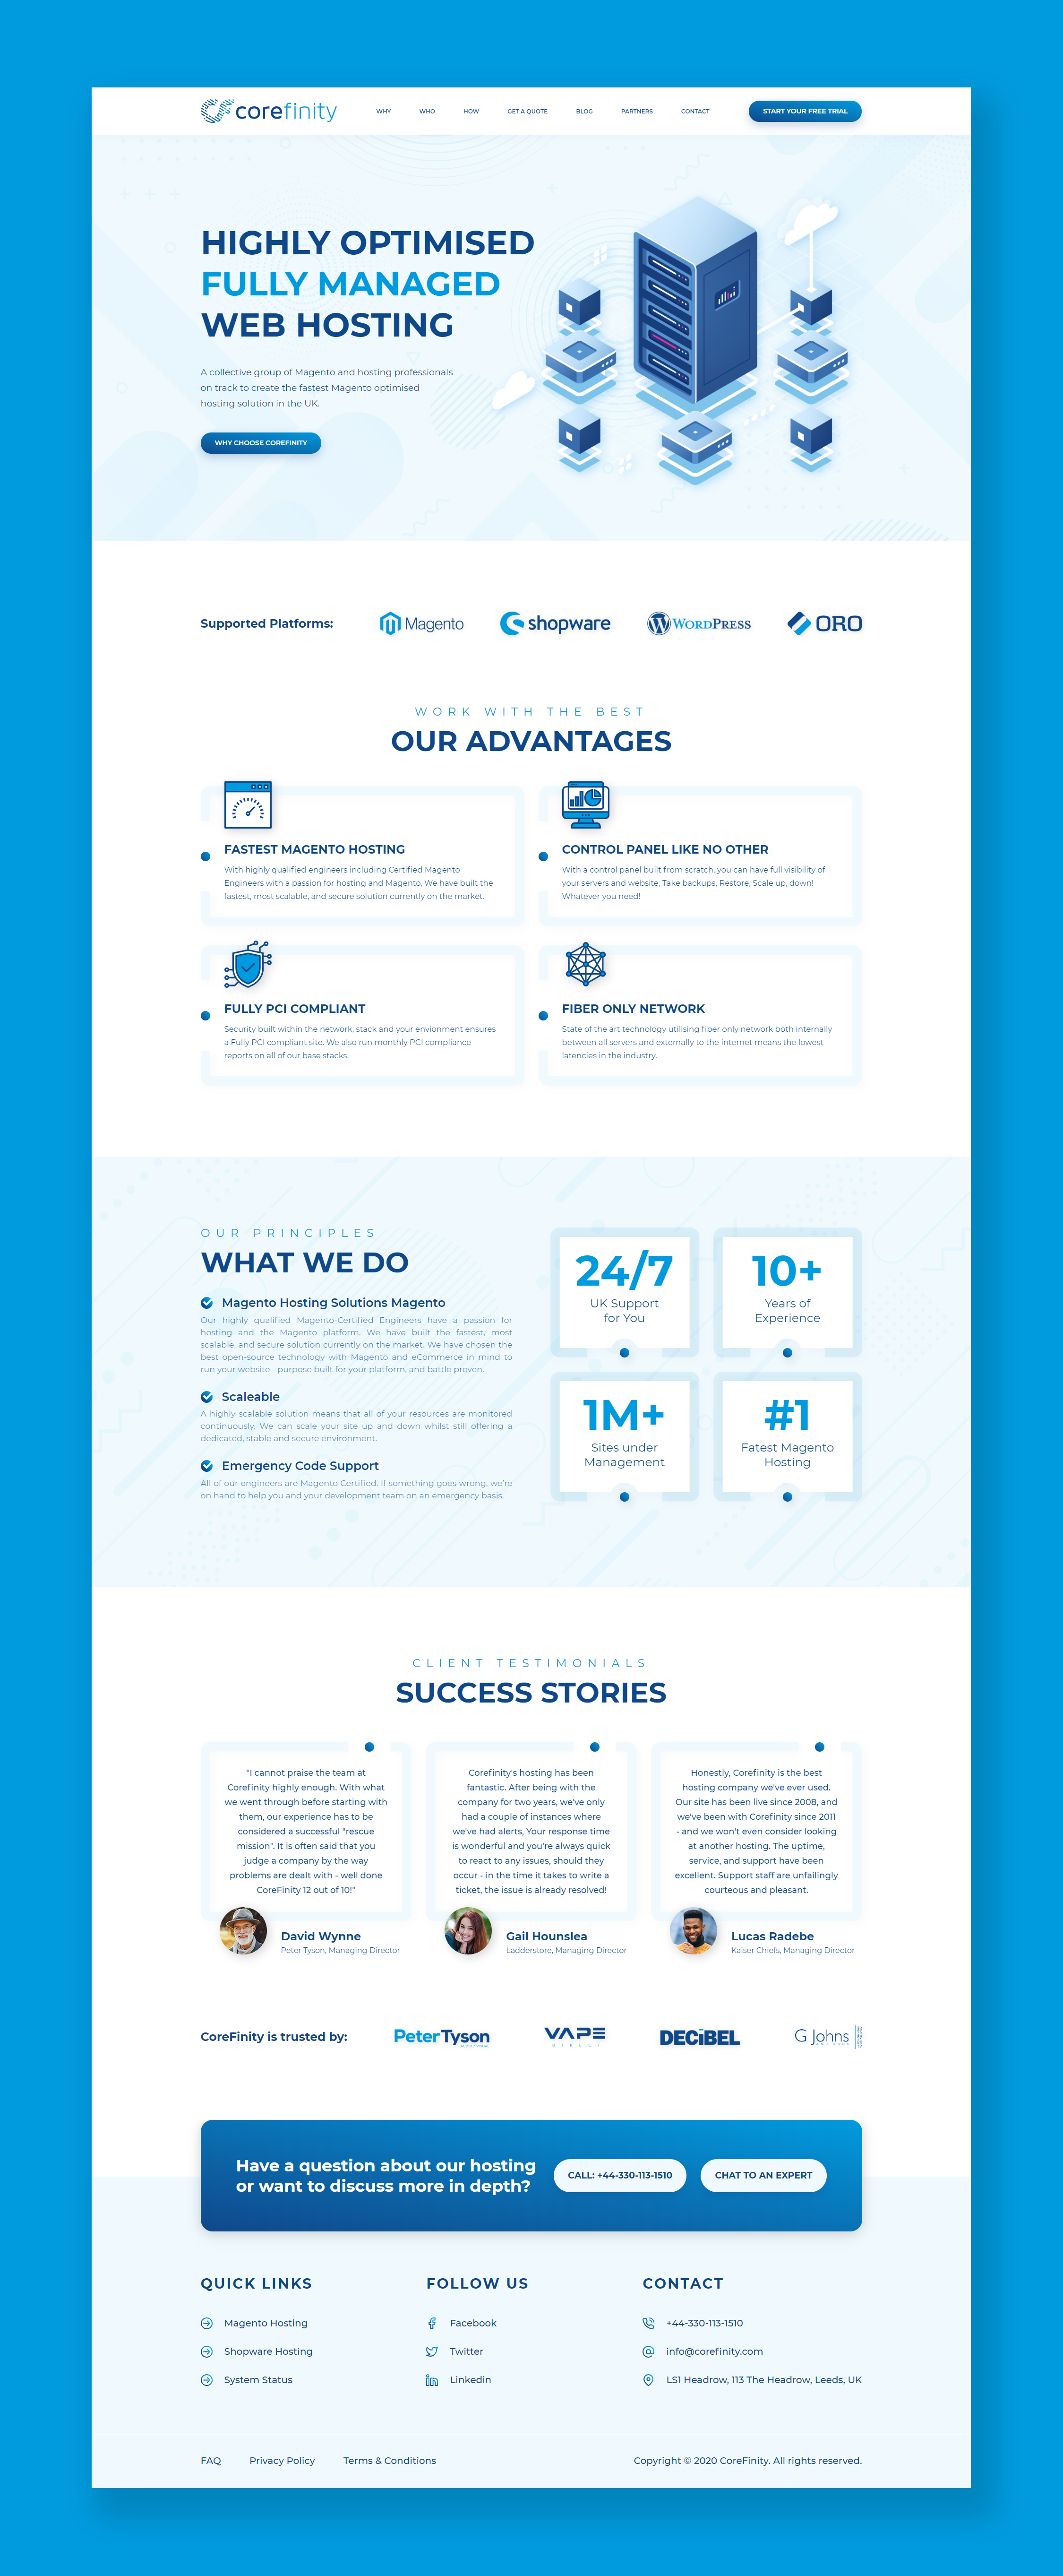 corefinity
WHY
WHO
HOW
GET A QUOTE
BLOG
PARTNERS
CONTACT
START YOUR FREE TRIAL
HIGHLY OPTIMISED
FULLY MANAGED
WEB HOSTING
A collective group of Magento and hosting professionals
on track to create the fastest Magento optimised
hosting solution in the UK.
WHY CHOOSE COREFINITY
Supported Platforms:
Magento
shopware
WORDPRESS
ORO
WORK WITH THE BEST
OUR ADVANTAGES
FASTEST MAGENTO HOSTING
With highly qualified engineers including Certified Magento
Engineers with a passion for hosting and Magento, We have built the
fastest, most scalable, and secure solution currently on the market.
CONTROL PANEL LIKE NO OTHER
With a control panel built from scratch, you can have full visibility of
your servers and website, Take backups, Restore, Scale up, down!
Whatever you need!
FULLY PCI COMPLIANT
Security built within the network, stack and your envionment ensures
a Fully PCI compliant site. We also run monthly PCI compliance
reports on all of our base stacks.
FIBER ONLY NETWORK
State of the art technology utilising fiber only network both internally
between all servers and externally to the internet means the lowest
latencies in the industry.
OUR PRINCIPLES
WHAT WE DO
Magento Hosting Solutions Magento
Our highly qualified Magento-Certified Engineers have a passion for
hosting and the Magento platform. We have built the fastest, most
scalable, and secure solution currently on the market. We have chosen the
best open-source technology with Magento and eCommerce in mind to
run your website - purpose built for your platform, and battle proven.
Scaleable
A highly scalable solution means that all of your resources are monitored
continuously. We can scale your site up and down whilst still offering a
dedicated, stable and secure environment.
Emergency Code Support
All of our engineers are Magento Certified. If something goes wrong, we're
on hand to help you and your development team on an emergency basis.
24/7
UK Support
for You
10+
Years of
Experience
1M+
Sites under
Management
#1
Fatest Magento
Hosting
CLIENT TESTIMONIALS
SUCCESS STORIES
"I cannot praise the team at
Corefinity highly enough. With what
we went through before starting with
them, our experience has to be
considered a successful "rescue
mission". It is often said that you
judge a company by the way
problems are dealt with - well done
CoreFinity 12 out of 10!"
David Wynne
Peter Tyson, Managing Director
Corefinity's hosting has been
fantastic. After being with the
company for two years, we've only
had a couple of instances where
we've had alerts, Your response time
is wonderful and you're always quick
to react to any issues, should they
occur - in the time it takes to write a
ticket, the issue is already resolved!
Gail Hounslea
Ladderstore, Managing Director
Honestly, Corefinity is the best
hosting company we've ever used.
Our site has been live since 2008, and
we've been with Corefinity since 2011
- and we won't even consider looking
at another hosting. The uptime,
service, and support have been
excellent. Support staff are unfailingly
courteous and pleasant.
Lucas Radebe
Kaiser Chiefs, Managing Director
CoreFinity is trusted by:
PeterTyson
VAPE
DIRECT
DECIBEL
G Johns
Have a question about our hosting
or want to discuss more in depth?
CALL: +44-330-113-1510
CHAT TO AN EXPERT
QUICK LINKS
Magento Hosting
Shopware Hosting
System Status
FOLLOW US
Facebook
Twitter
Linkedin
CONTACT
+44-330-113-1510
info@corefinity.com
LS1 Headrow, 113 The Headrow, Leeds, UK
FAQ
Privacy Policy
Terms & Conditions
Copyright © 2020 CoreFinity. All rights reserved.